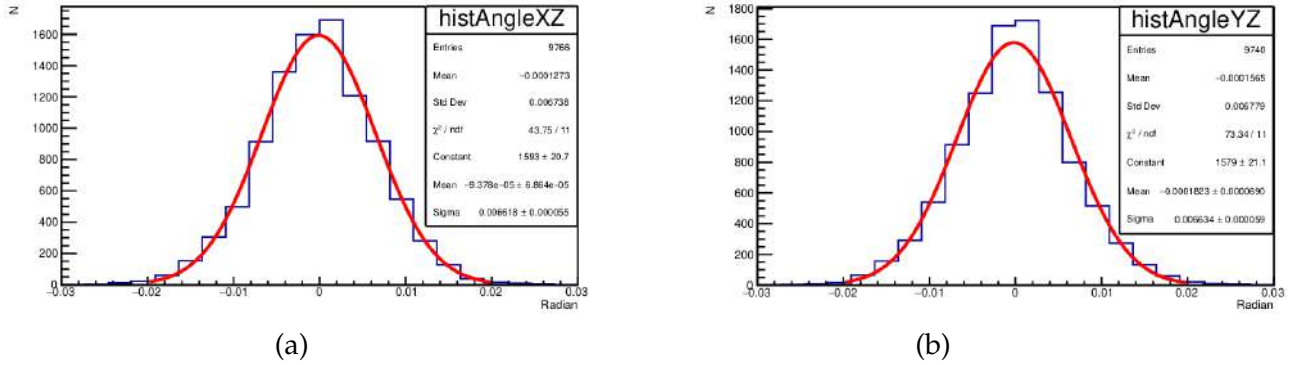 N
histAngleXZ
Entries 9766
Mean −0.0001273
Std Dev 0.006738
χ² / ndf 43.75 / 11
Constant 1593 ± 20.7
Mean −9.378e−05 ± 6.864e−05
Sigma 0.006618 ± 0.000055
1600
1400
1200
1000
800
600
400
200
0
−0.03 −0.02 −0.01 0 0.01 0.02 0.03
Radian
(a)
N
histAngleYZ
Entries 9740
Mean −0.0001565
Std Dev 0.006779
χ² / ndf 73.34 / 11
Constant 1579 ± 21.1
Mean −0.0001823 ± 0.0000690
Sigma 0.006634 ± 0.000059
1800
1600
1400
1200
1000
800
600
400
200
0
−0.03 −0.02 −0.01 0 0.01 0.02 0.03
Radian
(b)